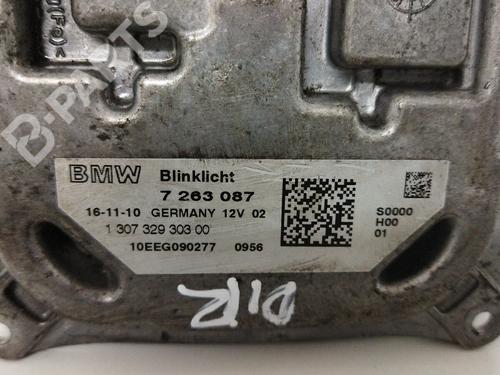 B-PARTS
BMW Blinklicht
7 263 087
16-11-10 GERMANY 12V 02
1 307 329 303 00
10EEG090277 0956
S0000
H00
01
DIR